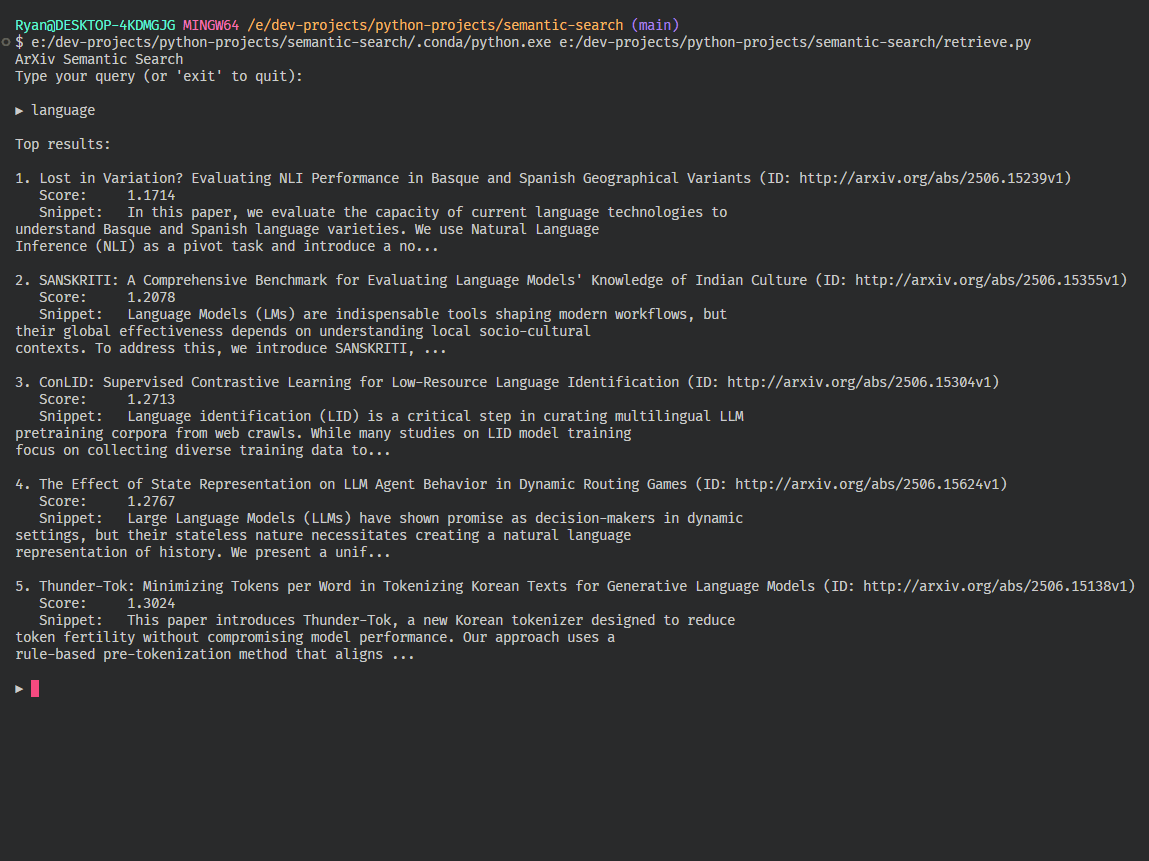 Ryan@DESKTOP-4KDMGJG MINGW64 /e/dev-projects/python-projects/semantic-search (main)
$ e:/dev-projects/python-projects/semantic-search/.conda/python.exe e:/dev-projects/python-projects/semantic-search/retrieve.py
ArXiv Semantic Search
Type your query (or 'exit' to quit):

▶ language

Top results:

1. Lost in Variation? Evaluating NLI Performance in Basque and Spanish Geographical Variants (ID: http://arxiv.org/abs/2506.15239v1)
   Score:     1.1714
   Snippet:   In this paper, we evaluate the capacity of current language technologies to
understand Basque and Spanish language varieties. We use Natural Language
Inference (NLI) as a pivot task and introduce a no...

2. SANSKRITI: A Comprehensive Benchmark for Evaluating Language Models' Knowledge of Indian Culture (ID: http://arxiv.org/abs/2506.15355v1)
   Score:     1.2078
   Snippet:   Language Models (LMs) are indispensable tools shaping modern workflows, but
their global effectiveness depends on understanding local socio-cultural
contexts. To address this, we introduce SANSKRITI, ...

3. ConLID: Supervised Contrastive Learning for Low-Resource Language Identification (ID: http://arxiv.org/abs/2506.15304v1)
   Score:     1.2713
   Snippet:   Language identification (LID) is a critical step in curating multilingual LLM
pretraining corpora from web crawls. While many studies on LID model training
focus on collecting diverse training data to...

4. The Effect of State Representation on LLM Agent Behavior in Dynamic Routing Games (ID: http://arxiv.org/abs/2506.15624v1)
   Score:     1.2767
   Snippet:   Large Language Models (LLMs) have shown promise as decision-makers in dynamic
settings, but their stateless nature necessitates creating a natural language
representation of history. We present a unif...

5. Thunder-Tok: Minimizing Tokens per Word in Tokenizing Korean Texts for Generative Language Models (ID: http://arxiv.org/abs/2506.15138v1)
   Score:     1.3024
   Snippet:   This paper introduces Thunder-Tok, a new Korean tokenizer designed to reduce
token fertility without compromising model performance. Our approach uses a
rule-based pre-tokenization method that aligns ...

▶